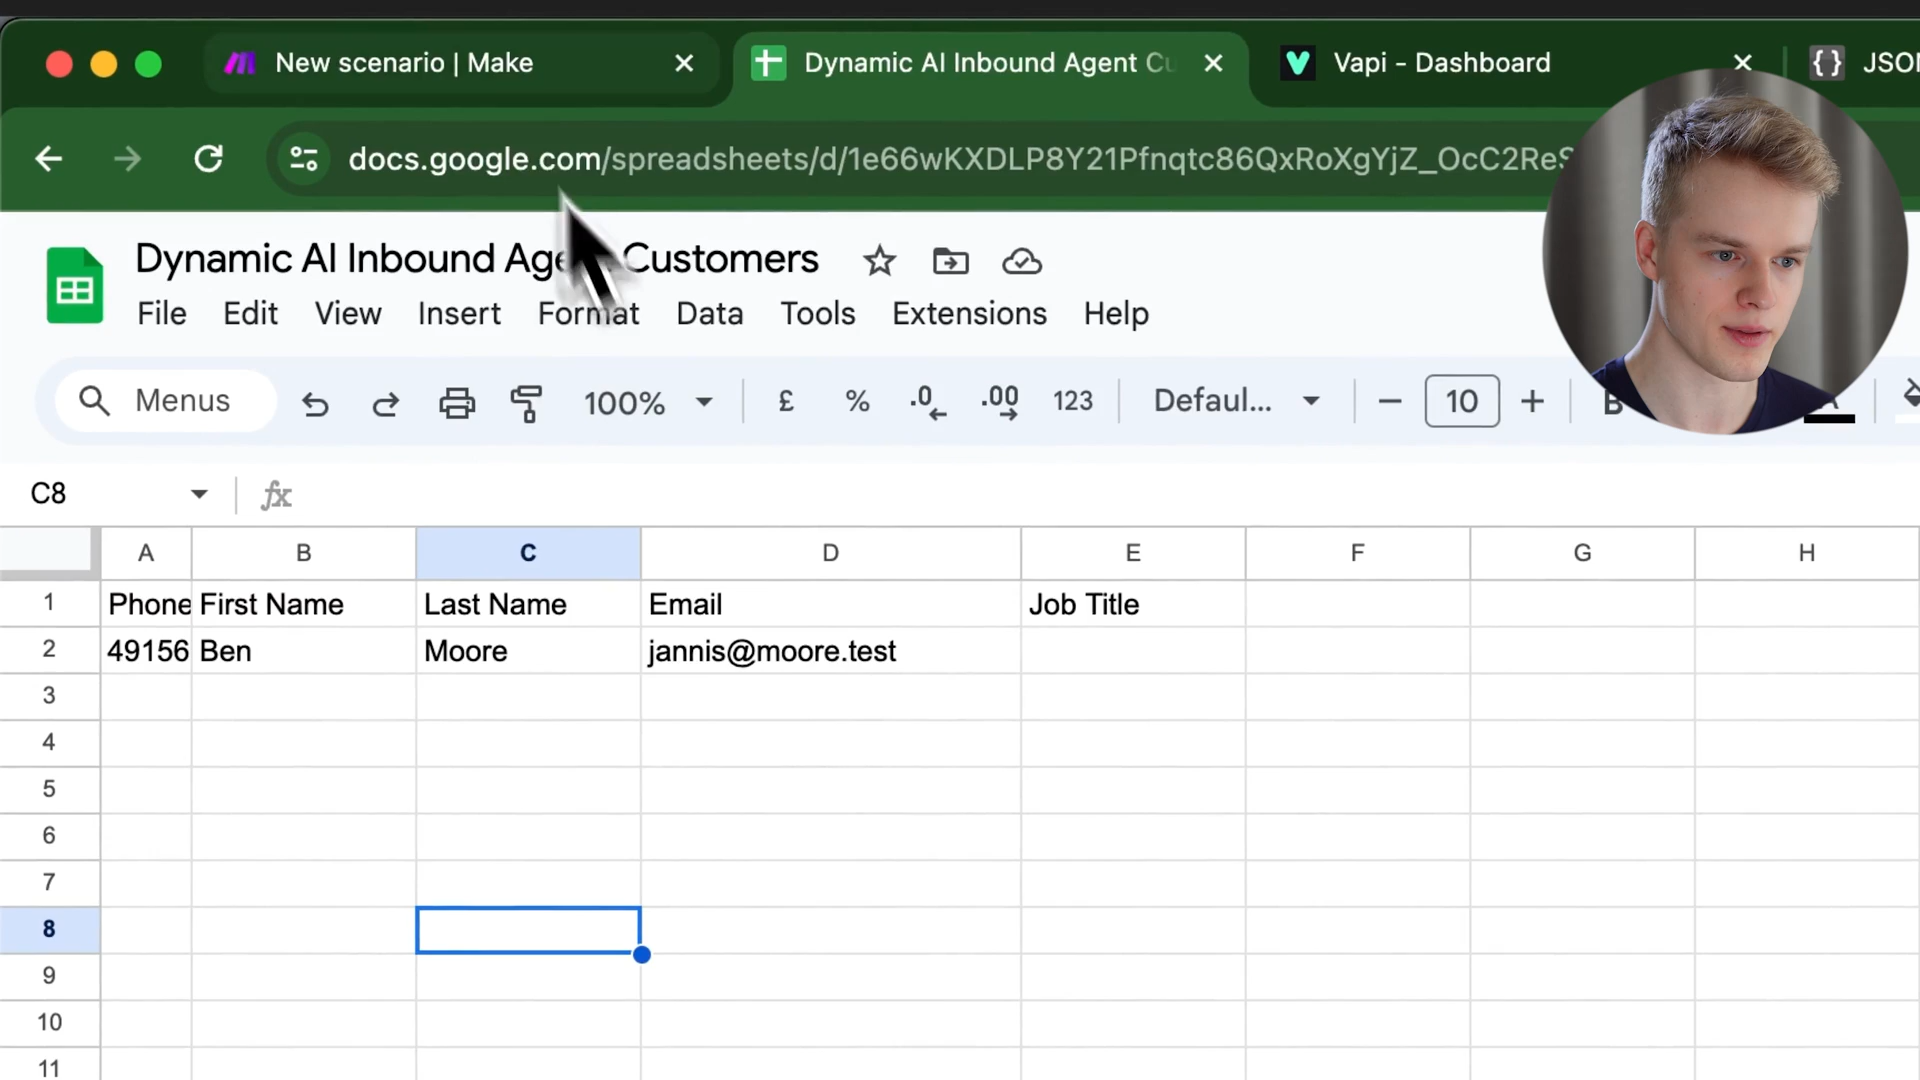 New scenario | Make
Dynamic AI Inbound Agent Cu
Vapi - Dashboard
{} JSON
docs.google.com/spreadsheets/d/1e66wKXDLP8Y21Pfnqtc86QxRoXgYjZ_OcC2ReS
Dynamic AI Inbound Age Customers
File Edit View Insert Format Data Tools Extensions Help
Menus 100% £ % .0 .00 123 Defaul... 10 B A
C8 fx
A B C D E F G H
1 Phone First Name Last Name Email Job Title
2 49156 Ben Moore jannis@moore.test
3
4
5
6
7
8
9
10
11